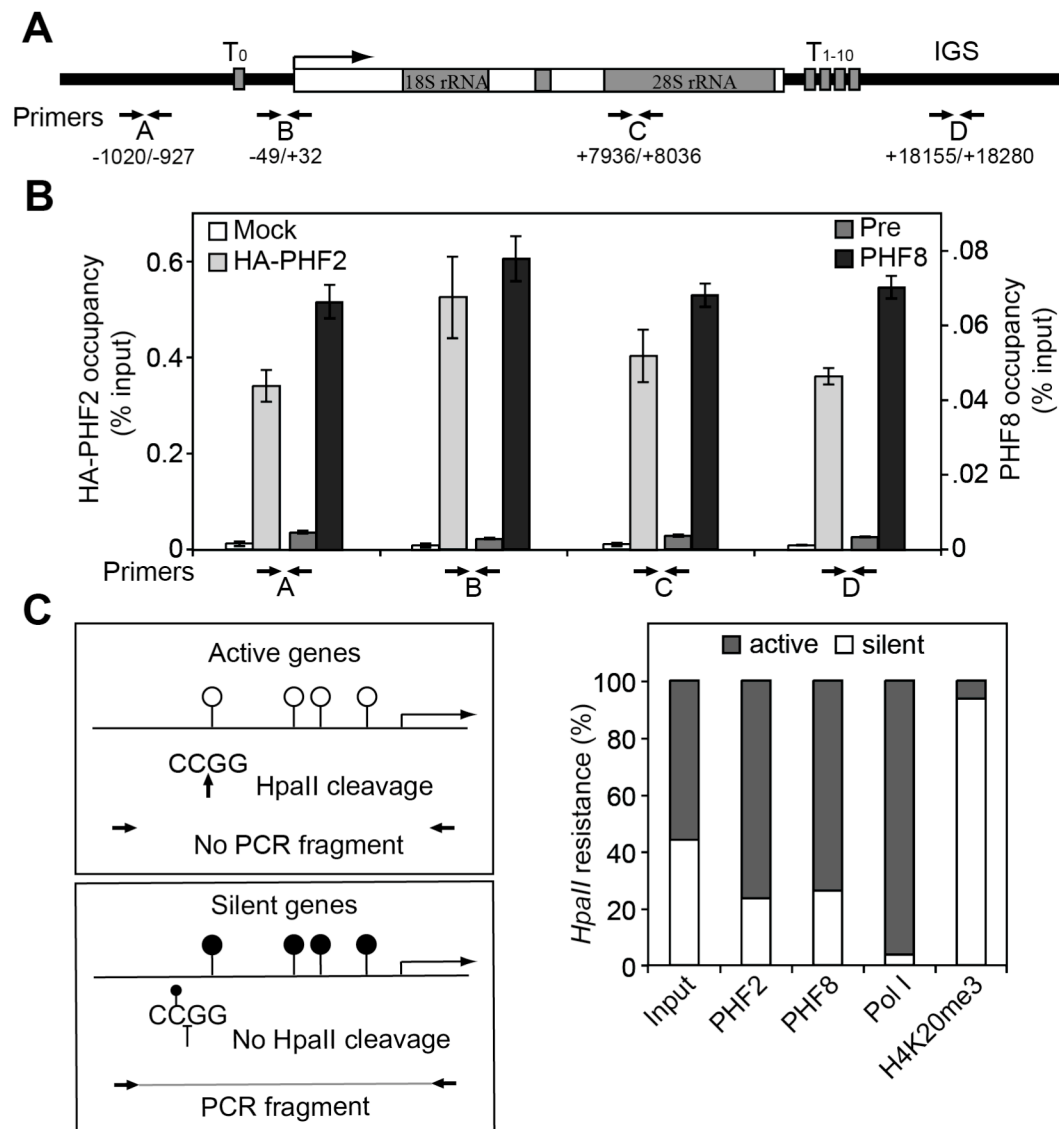 A
T0
T1-10
IGS
18S rRNA
28S rRNA
Primers
A
B
C
D
-1020/-927
-49/+32
+7936/+8036
+18155/+18280
B
Mock
HA-PHF2
Pre
PHF8
HA-PHF2 occupancy
(% input)
0.6
0.4
0.2
0
.08
.06
.04
.02
0
PHF8 occupancy
(% input)
Primers
A
B
C
D
C
Active genes
CCGG
HpaII cleavage
No PCR fragment
Silent genes
CCGG
No HpaII cleavage
PCR fragment
active
silent
HpaII resistance (%)
100
80
60
40
20
0
Input
PHF2
PHF8
Pol I
H4K20me3